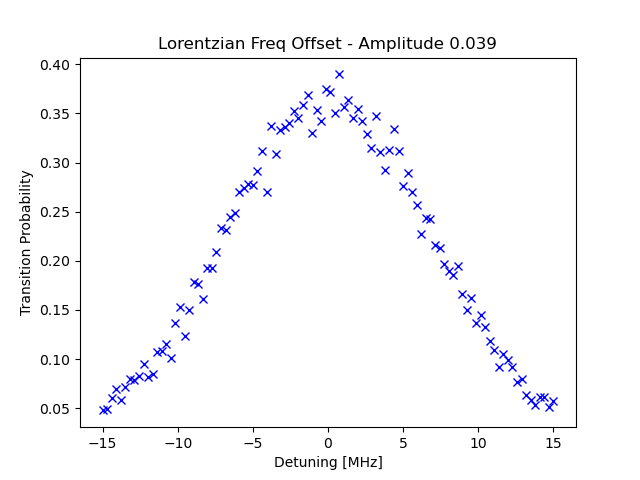 Lorentzian Freq Offset - Amplitude 0.039
Transition Probability
0.40
0.35
0.30
0.25
0.20
0.15
0.10
0.05
−15 −10 −5 0 5 10 15
Detuning [MHz]